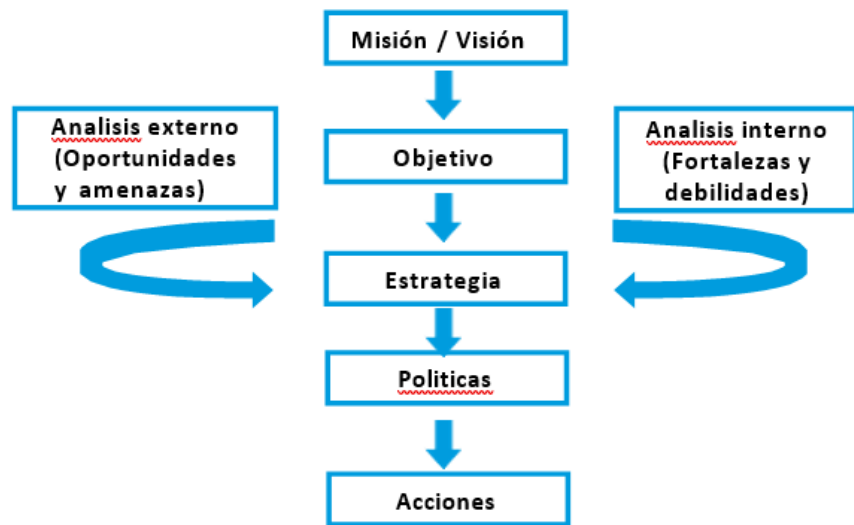 Misión / Visión
Analisis externo
(Oportunidades
y amenazas)
Objetivo
Analisis interno
(Fortalezas y
debilidades)
Estrategia
Politicas
Acciones